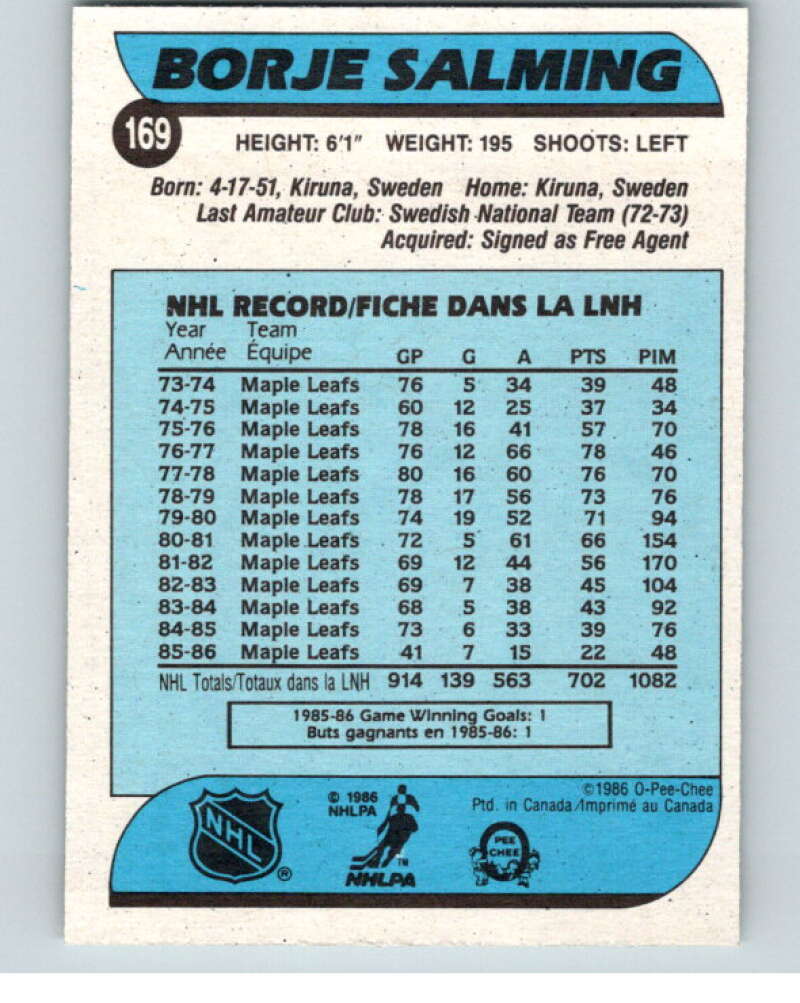 BORJE SALMING
169
HEIGHT: 6'1" WEIGHT: 195 SHOOTS: LEFT
Born: 4-17-51, Kiruna, Sweden Home: Kiruna, Sweden
Last Amateur Club: Swedish National Team (72-73)
Acquired: Signed as Free Agent
NHL RECORD/FICHE DANS LA LNH
Year Team
Année Équipe GP G A PTS PIM
73-74 Maple Leafs 76 5 34 39 48
74-75 Maple Leafs 60 12 25 37 34
75-76 Maple Leafs 78 16 41 57 70
76-77 Maple Leafs 76 12 66 78 46
77-78 Maple Leafs 80 16 60 76 70
78-79 Maple Leafs 78 17 56 73 76
79-80 Maple Leafs 74 19 52 71 94
80-81 Maple Leafs 72 5 61 66 154
81-82 Maple Leafs 69 12 44 56 170
82-83 Maple Leafs 69 7 38 45 104
83-84 Maple Leafs 68 5 38 43 92
84-85 Maple Leafs 73 6 33 39 76
85-86 Maple Leafs 41 7 15 22 48
NHL Totals/Totaux dans la LNH 914 139 563 702 1082
1985-86 Game Winning Goals: 1
Buts gagnants en 1985-86: 1
©1986 O-Pee-Chee
Ptd. in Canada/Imprimé au Canada
© 1986
NHLPA
NHL
®
TM
NHLPA
PEE
CHEE